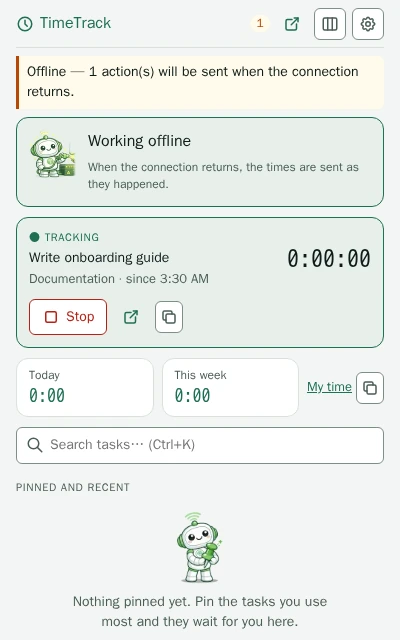 TimeTrack
1
Offline — 1 action(s) will be sent when the connection
returns.
Working offline
When the connection returns, the times are sent as
they happened.
TRACKING
Write onboarding guide
0:00:00
Documentation · since 3:30 AM
Stop
Today
0:00
This week
0:00
My time
Search tasks… (Ctrl+K)
PINNED AND RECENT
Nothing pinned yet. Pin the tasks you use
most and they wait for you here.